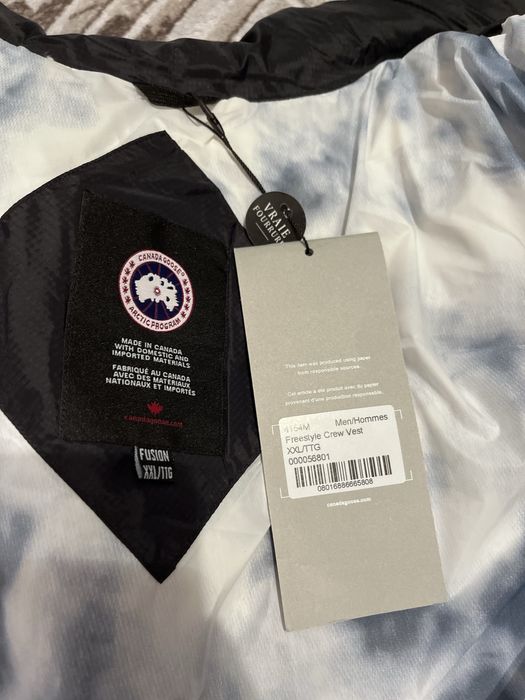 CANADA GOOSE
ARCTIC PROGRAM
MADE IN CANADA
WITH DOMESTIC AND
IMPORTED MATERIALS
FABRIQUÉ AU CANADA
AVEC DES MATERIAUX
NATIONAUX ET IMPORTÉS
canadagoose.com
FUSION
XXL/TTG
VRAIE
FOURRURE
This item was produced using paper
from responsible sources.
Cet article a été produit avec du papier
provenant d'une production responsable.
4154M Men/Hommes
Freestyle Crew Vest
XXL/TTG
000056801
08016886665808
canadagoose.com